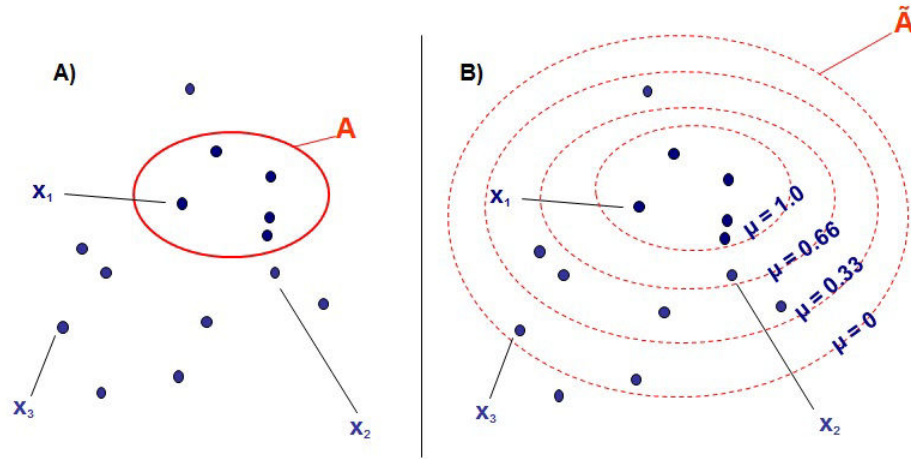 A)
A
x₁
x₃
x₂
B)
Ã
x₁
μ = 1.0
μ = 0.66
μ = 0.33
μ = 0
x₃
x₂